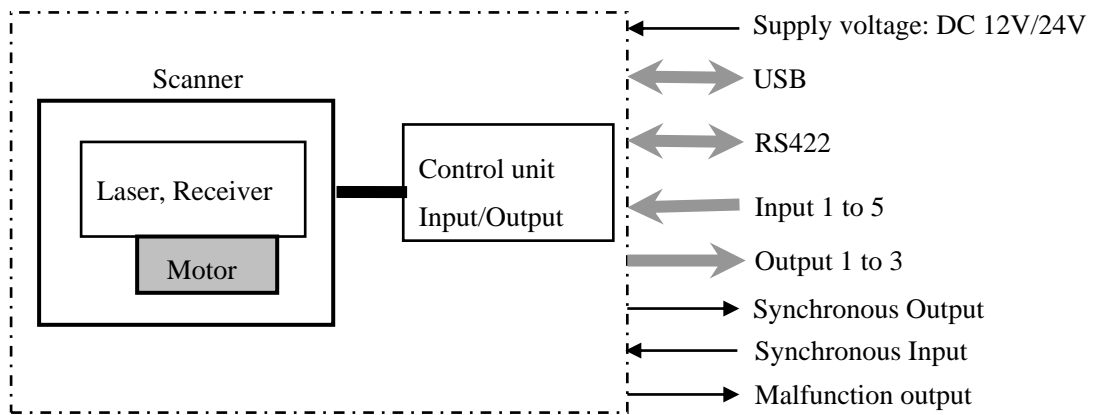 Scanner
Laser, Receiver
Motor
Control unit
Input/Output
Supply voltage: DC 12V/24V
USB
RS422
Input 1 to 5
Output 1 to 3
Synchronous Output
Synchronous Input
Malfunction output